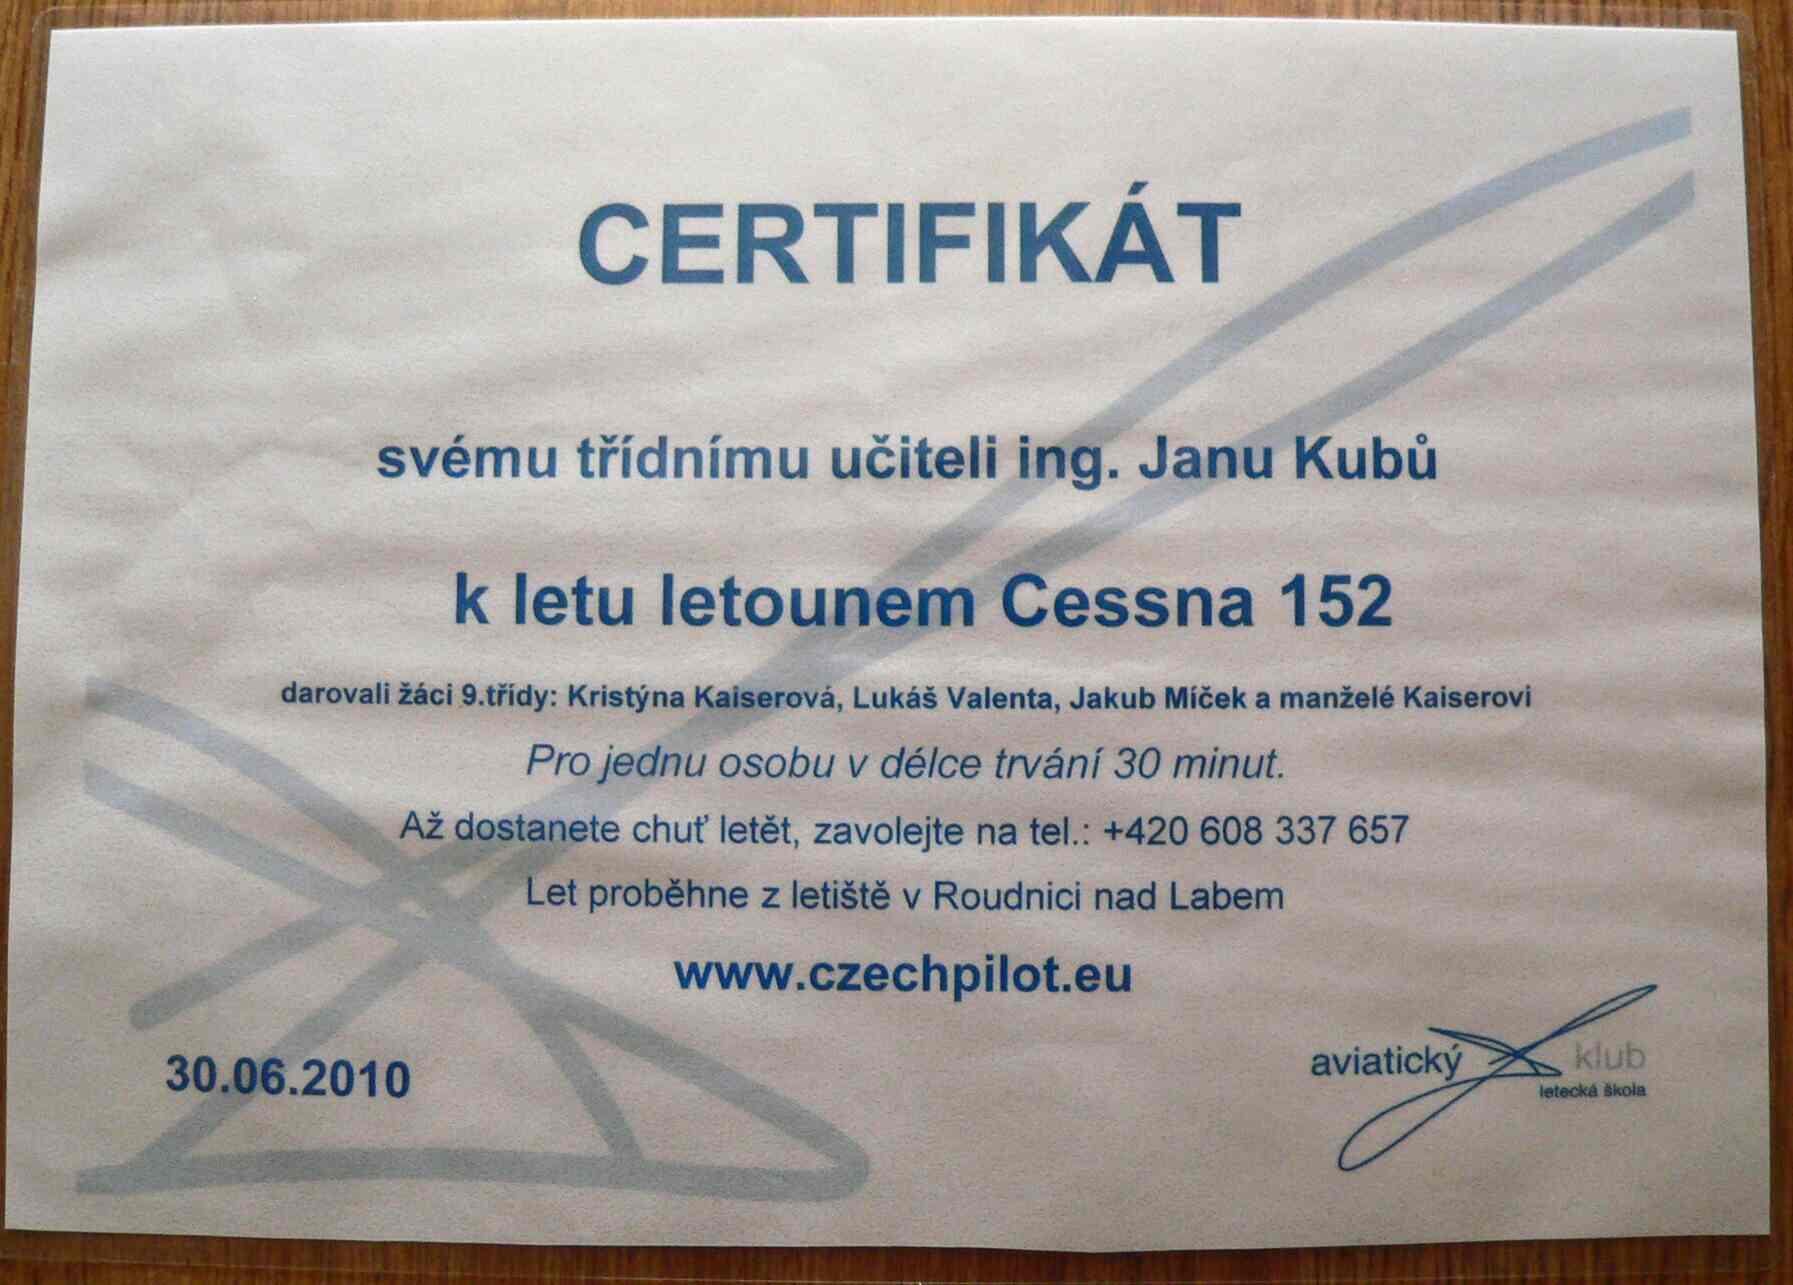 CERTIFIKÁT
svému třídnímu učiteli ing. Janu Kubů
k letu letounem Cessna 152
darovali žáci 9.třídy: Kristýna Kaiserová, Lukáš Valenta, Jakub Míček a manželé Kaiserovi
Pro jednu osobu v délce trvání 30 minut.
Až dostanete chuť letět, zavolejte na tel.: +420 608 337 657
Let proběhne z letiště v Roudnici nad Labem
www.czechpilot.eu
30.06.2010
aviatický klub
letecká škola